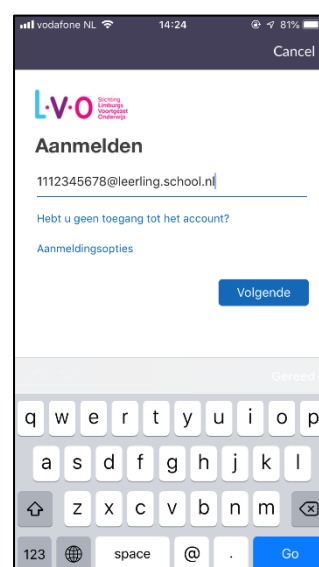 vodafone NL 14:24 81%
Cancel
L·V·O Stichting
Limburgs
Voortgezet
Onderwijs
Aanmelden
1112345678@leerling.school.nl
Hebt u geen toegang tot het account?
Aanmeldingsopties
Volgende
Gereed
q w e r t y u i o p
a s d f g h j k l
z x c v b n m
123 space @ . Go